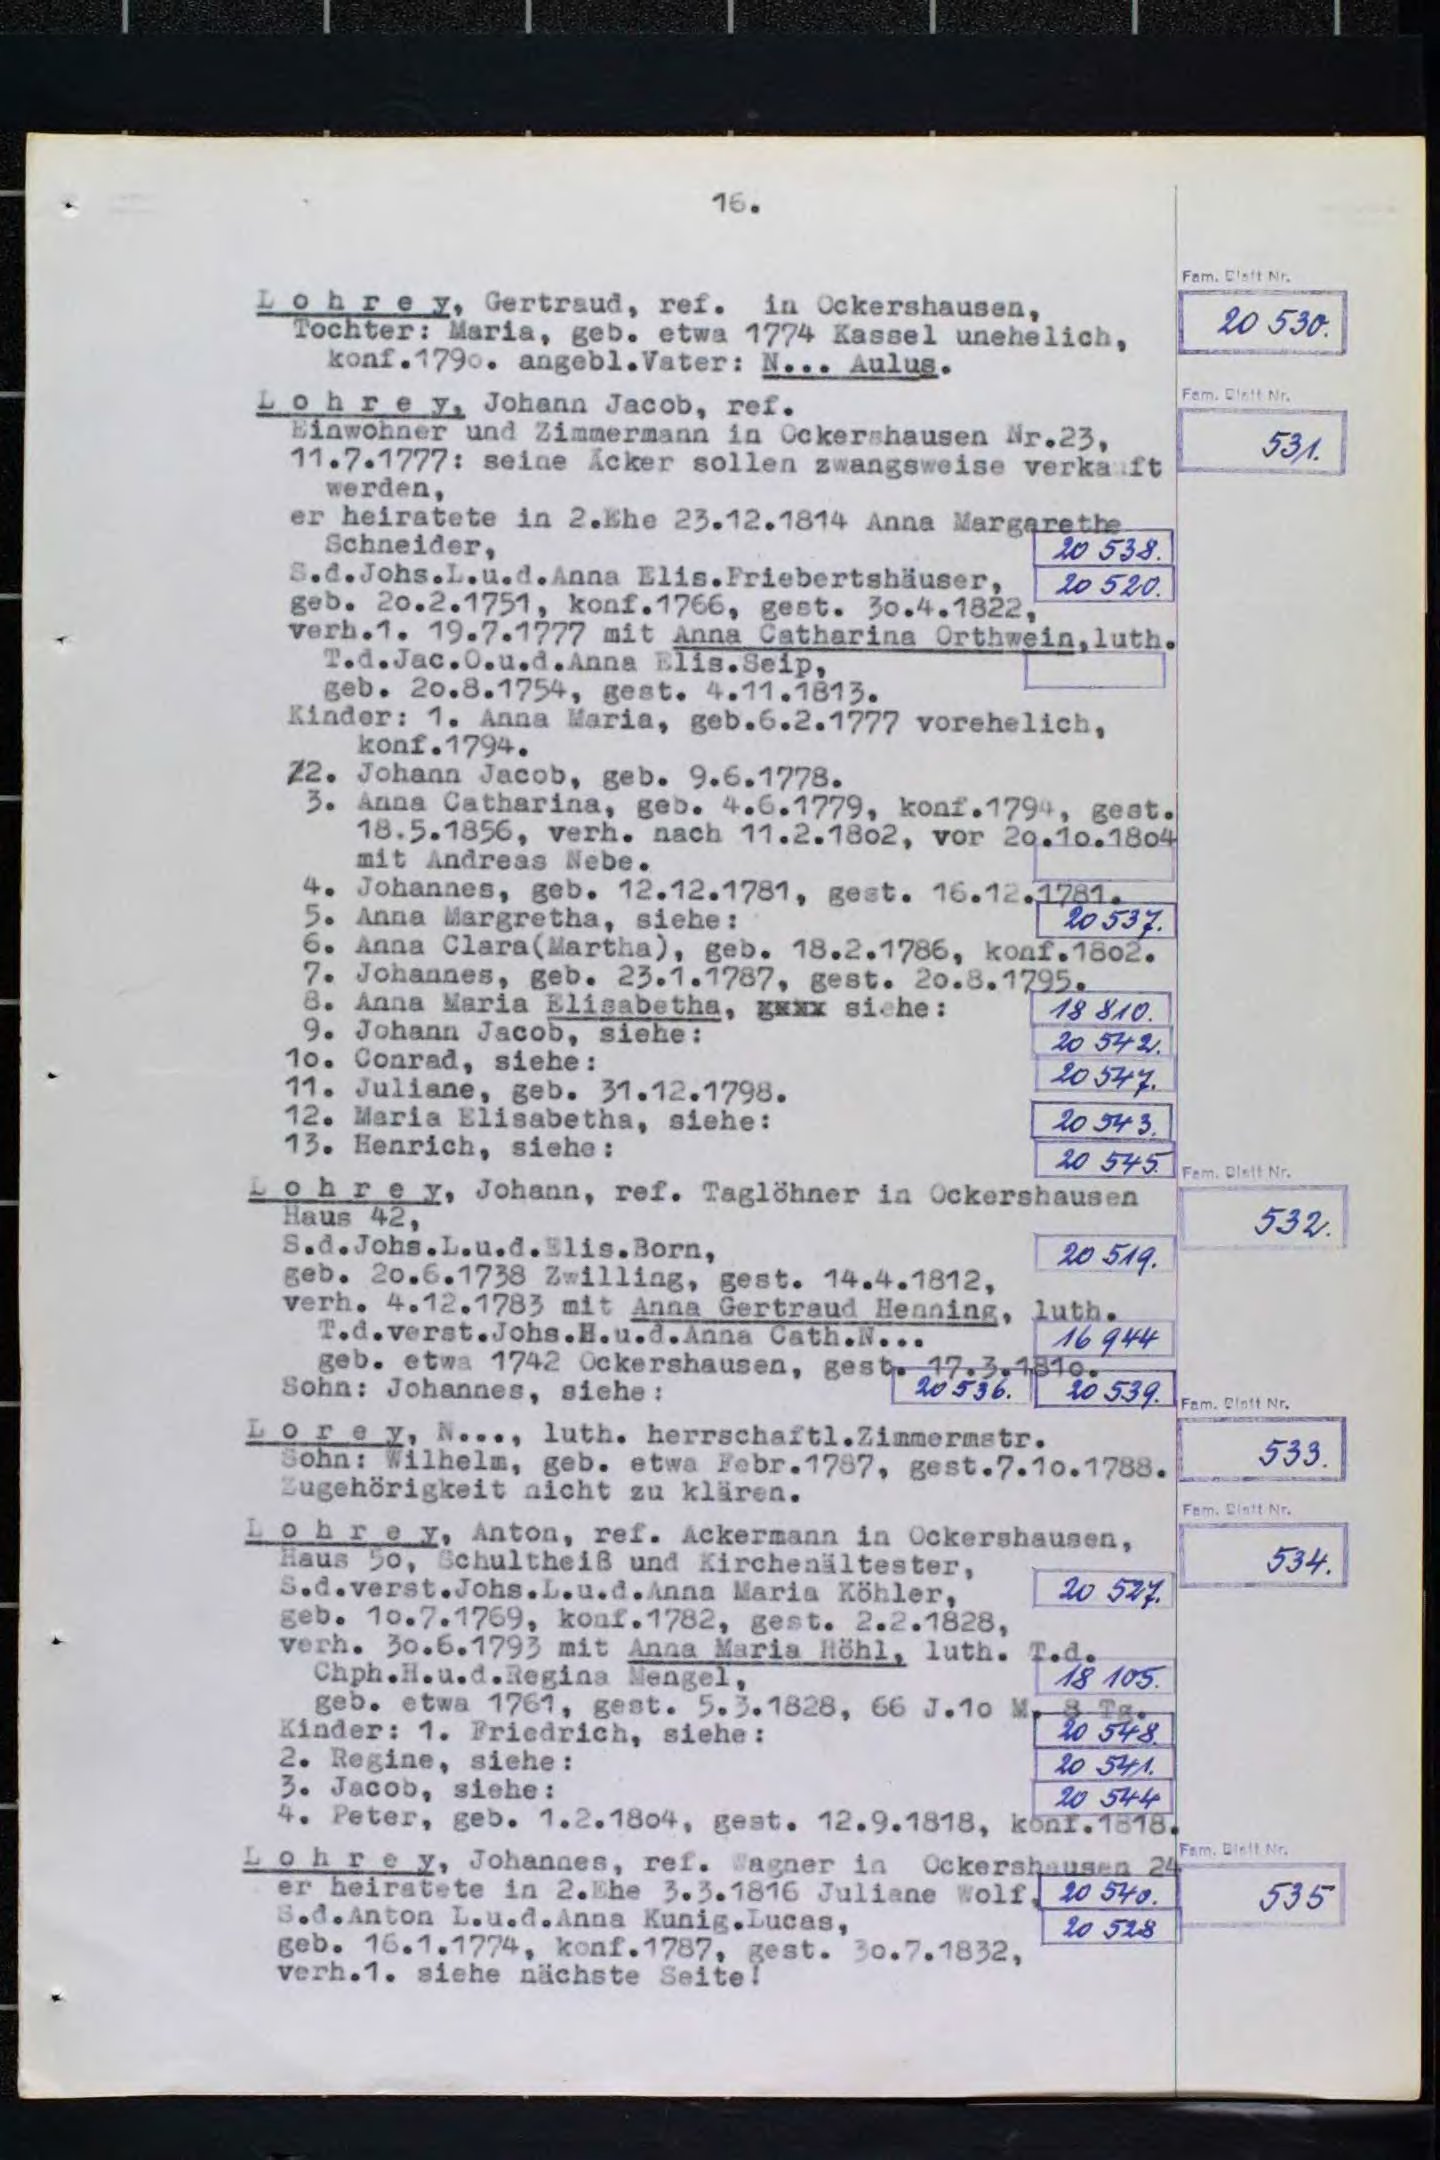 16.
Fam. Blatt Nr.
L o h r e y, Gertraud, ref. in Ockershausen, 20 530.
Tochter: Maria, geb. etwa 1774 Kassel unehelich,
konf.1790. angebl.Vater: N... Aulus.
Fam. Blatt Nr.
L o h r e y, Johann Jacob, ref.
Einwohner und Zimmermann in Ockershausen Nr.23, 531.
11.7.1777: seine Äcker sollen zwangsweise verkauft
werden,
er heiratete in 2.Ehe 23.12.1814 Anna Margarethe
Schneider, 20 538.
S.d.Johs.L.u.d.Anna Elis.Friebertshäuser, 20 520.
geb. 2o.2.1751, konf.1766, gest. 3o.4.1822,
verh.1. 19.7.1777 mit Anna Catharina Orthwein,luth.
T.d.Jac.O.u.d.Anna Elis.Seip,
geb. 2o.8.1754, gest. 4.11.1813.
Kinder: 1. Anna Maria, geb.6.2.1777 vorehelich,
konf.1794.
2. Johann Jacob, geb. 9.6.1778.
3. Anna Catharina, geb. 4.6.1779, konf.1794, gest.
18.5.1856, verh. nach 11.2.18o2, vor 2o.1o.18o4
mit Andreas Nebe.
4. Johannes, geb. 12.12.1781, gest. 16.12.1781.
5. Anna Margretha, siehe: 20 537.
6. Anna Clara(Martha), geb. 18.2.1786, konf.18o2.
7. Johannes, geb. 23.1.1787, gest. 2o.8.1795.
8. Anna Maria Elisabetha, xxxx siehe: 18 810.
9. Johann Jacob, siehe: 20 542.
1o. Conrad, siehe: 20 547.
11. Juliane, geb. 31.12.1798.
12. Maria Elisabetha, siehe: 20 543.
13. Henrich, siehe: 20 545.
Fam. Blatt Nr.
L o h r e y, Johann, ref. Taglöhner in Ockershausen
Haus 42, 532.
S.d.Johs.L.u.d.Elis.Born, 20 519.
geb. 2o.6.1738 Zwilling, gest. 14.4.1812,
verh. 4.12.1783 mit Anna Gertraud Henning, luth.
T.d.verst.Johs.H.u.d.Anna Cath.N... 16 944
geb. etwa 1742 Ockershausen, gest. 17.3.181o.
Sohn: Johannes, siehe: 20 536. 20 539.
Fam. Blatt Nr.
L o r e y, N..., luth. herrschaftl.Zimmermstr.
Sohn: Wilhelm, geb. etwa Febr.1787, gest.7.1o.1788. 533.
Zugehörigkeit nicht zu klären.
Fam. Blatt Nr.
L o h r e y, Anton, ref. Ackermann in Ockershausen,
Haus 5o, Schultheiß und Kirchenältester, 534.
S.d.verst.Johs.L.u.d.Anna Maria Köhler, 20 527.
geb. 1o.7.1769, konf.1782, gest. 2.2.1828,
verh. 3o.6.1793 mit Anna Maria Höhl, luth. T.d.
Chph.H.u.d.Regina Mengel, 18 105.
geb. etwa 1761, gest. 5.3.1828, 66 J.1o M. 8 Tg.
Kinder: 1. Friedrich, siehe: 20 548.
2. Regine, siehe: 20 541.
3. Jacob, siehe: 20 544
4. Peter, geb. 1.2.18o4, gest. 12.9.1818, konf.1818.
Fam. Blatt Nr.
L o h r e y, Johannes, ref. Wagner in Ockershausen 24
er heiratete in 2.Ehe 3.3.1816 Juliane Wolf, 20 540. 535
S.d.Anton L.u.d.Anna Kunig.Lucas, 20 528
geb. 16.1.1774, konf.1787, gest. 3o.7.1832,
verh.1. siehe nächste Seite!